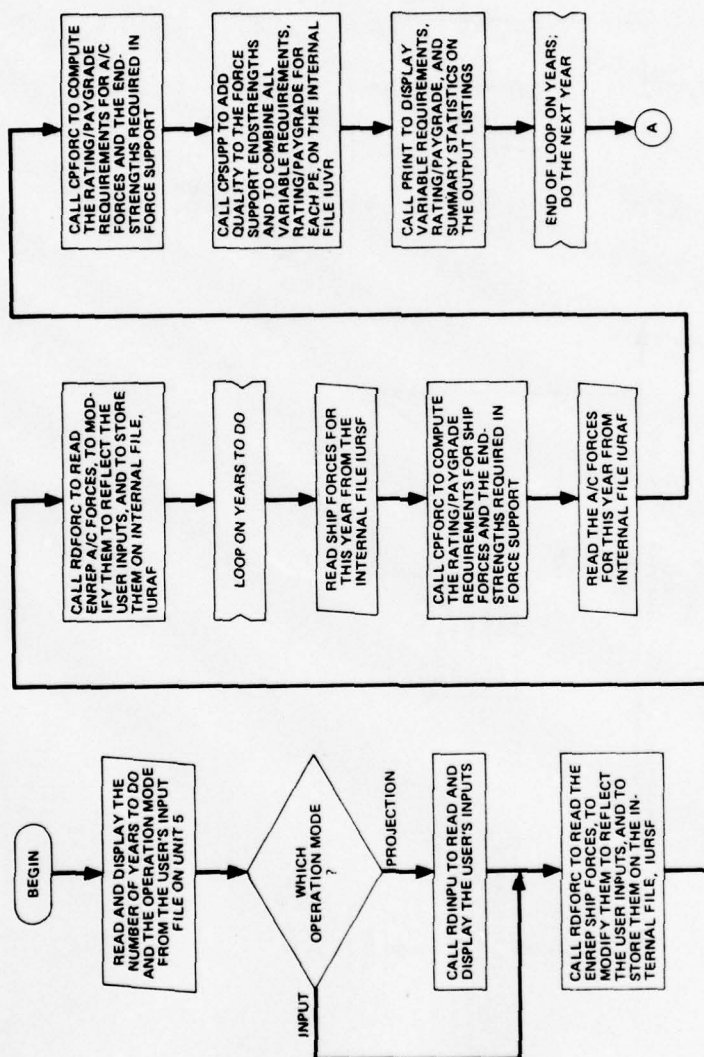 BEGIN
READ AND DISPLAY THE
NUMBER OF YEARS TO DO
AND THE OPERATION MODE
FROM THE USER'S INPUT
FILE ON UNIT 5
WHICH
OPERATION MODE
?
INPUT
PROJECTION
CALL RDINPU TO READ AND
DISPLAY THE USER'S INPUTS
CALL RDFORC TO READ THE
ENREP SHIP FORCES, TO
MODIFY THEM TO REFLECT
THE USER INPUTS, AND TO
STORE THEM ON THE IN-
TERNAL FILE, IURSF
CALL RDFORC TO READ
ENREP A/C FORCES, TO MOD-
IFY THEM TO REFLECT THE
USER INPUTS, AND TO STORE
THEM ON INTERNAL FILE,
IURAF
LOOP ON YEARS TO DO
READ SHIP FORCES FOR
THIS YEAR FROM THE
INTERNAL FILE IURSF
CALL CPFORC TO COMPUTE
THE RATING/PAYGRADE
REQUIREMENTS FOR SHIP
FORCES AND THE END-
STRENGTHS REQUIRED IN
FORCE SUPPORT
READ THE A/C FORCES
FOR THIS YEAR FROM
INTERNAL FILE IURAF
CALL CPFORC TO COMPUTE
THE RATING/PAYGRADE
REQUIREMENTS FOR A/C
FORCES AND THE END-
STRENGTHS REQUIRED IN
FORCE SUPPORT
CALL CPSUPP TO ADD
QUALITY TO THE FORCE
SUPPORT ENDSTRENGTHS
AND TO COMBINE ALL
VARIABLE REQUIREMENTS,
RATING/PAYGRADE FOR
EACH PE, ON THE INTERNAL
FILE IUVR
CALL PRINT TO DISPLAY
VARIABLE REQUIREMENTS,
RATING/PAYGRADE, AND
SUMMARY STATISTICS ON
THE OUTPUT LISTINGS
END OF LOOP ON YEARS;
DO THE NEXT YEAR
A